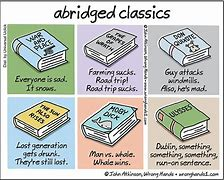 abridged classics
WAR
AND
PEACE
Everyone is sad.
It snows.
THE
GRAPES OF
WRATH
Farming sucks.
Road trip!
Road trip sucks.
DON
QUIXOTE
Guy attacks
windmills.
Also, he's mad.
THE SUN
ALSO RISES
Lost generation
gets drunk.
They're still lost.
MOBY
DICK
Man vs. whale.
Whale wins.
ULYSSES
Dublin, something,
something, something,
run-on sentence.
© John Atkinson, Wrong Hands • wronghands1.com